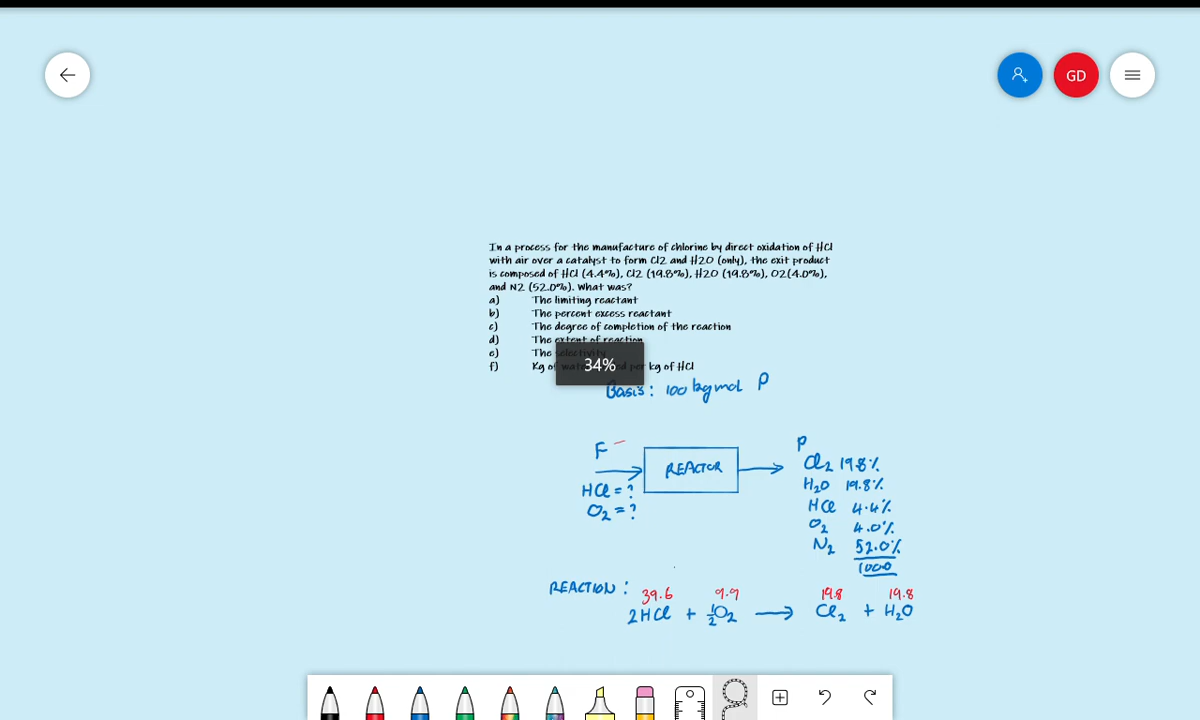 GD
In a process for the manufacture of chlorine by direct oxidation of HCl
with air over a catalyst to form Cl2 and H2O (only), the exit product
is composed of HCl (4.4%), Cl2 (19.8%), H2O (19.8%), O2(4.0%),
and N2 (52.0%). What was?
a) The limiting reactant
b) The percent excess reactant
c) The degree of completion of the reaction
d) The extent of reaction
e) The selectivity
f) Kg of kg of HCl
34%
Basis: 100 kgmol P
F
REACTOR
HCl = ?
O2 = ?
P
Cl2 19.8%
H2O 19.8%
HCl 4.4%
O2 4.0%
N2 52.0%
REACTION:
39.6 9.9 19.8 19.8
2HCl + 1/2O2 → Cl2 + H2O